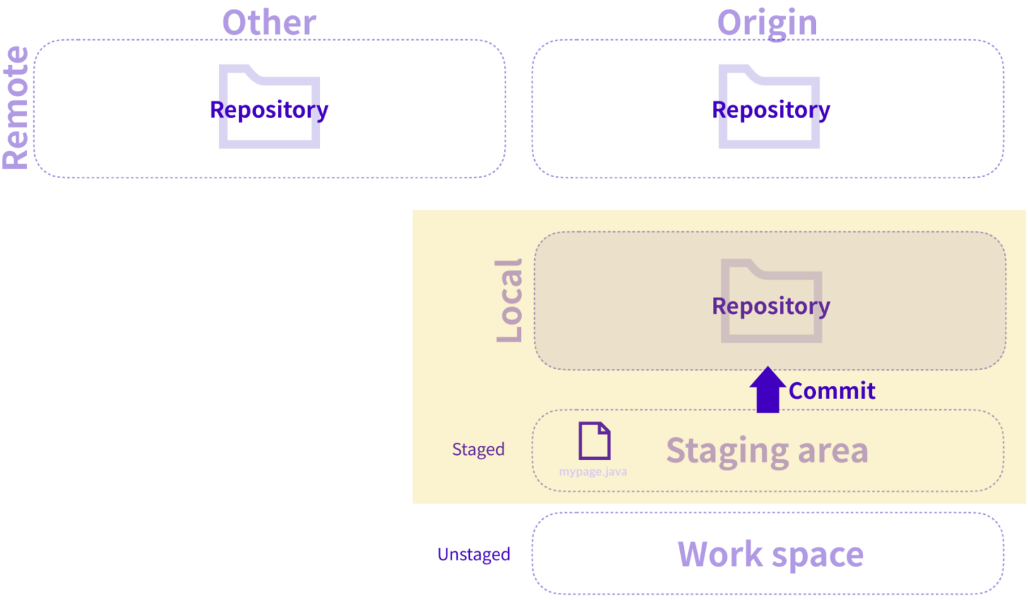 Other
Origin
Remote
Repository
Repository
Local
Repository
Commit
Staged
mypage.java
Staging area
Unstaged
Work space